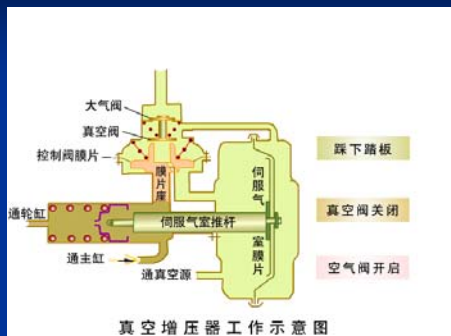 大气阀
真空阀
控制阀膜片
膜片座
通轮缸
伺服气室推杆
伺服气
室膜片
通主缸
通真空源
踩下踏板
真空阀关闭
空气阀开启
真空增压器工作示意图